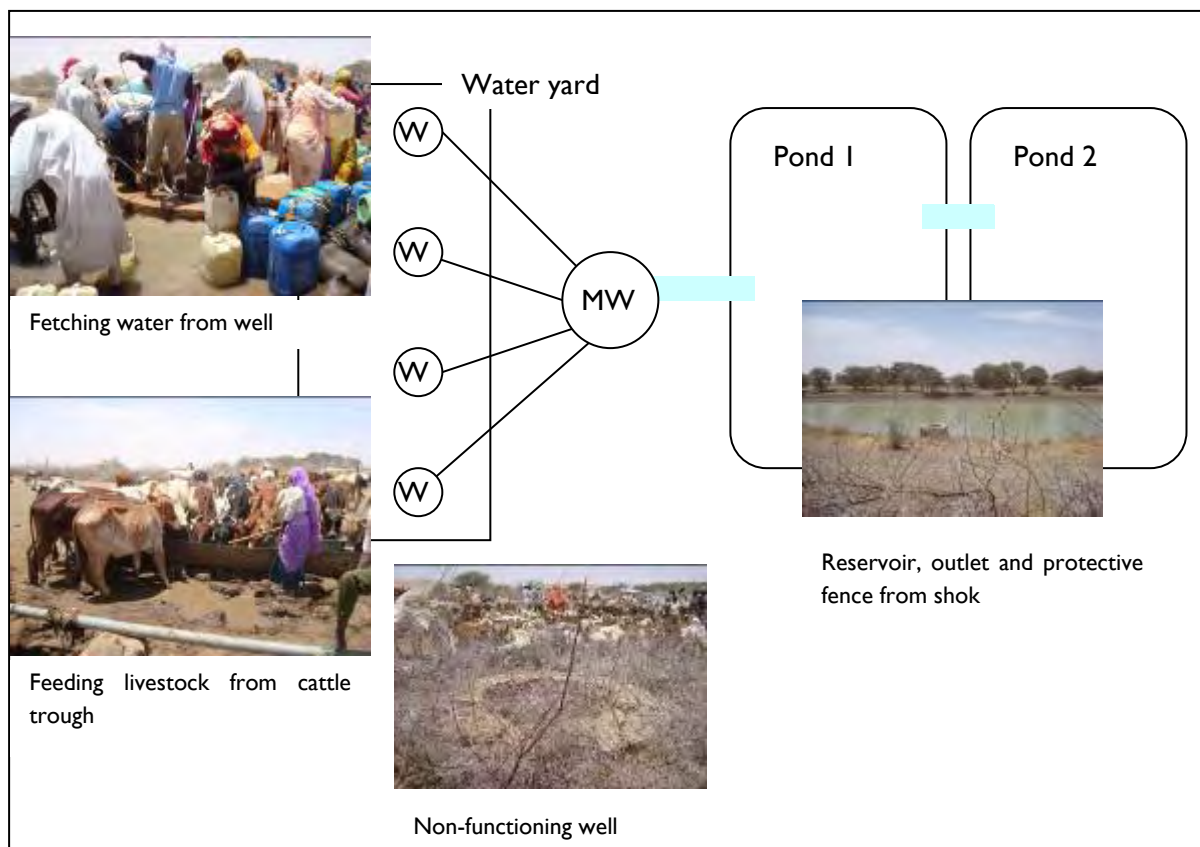 Water yard
W
Pond 1
Pond 2
W
MW
Fetching water from well
W
W
Reservoir, outlet and protective
fence from shok
Feeding livestock from cattle
trough
Non-functioning well